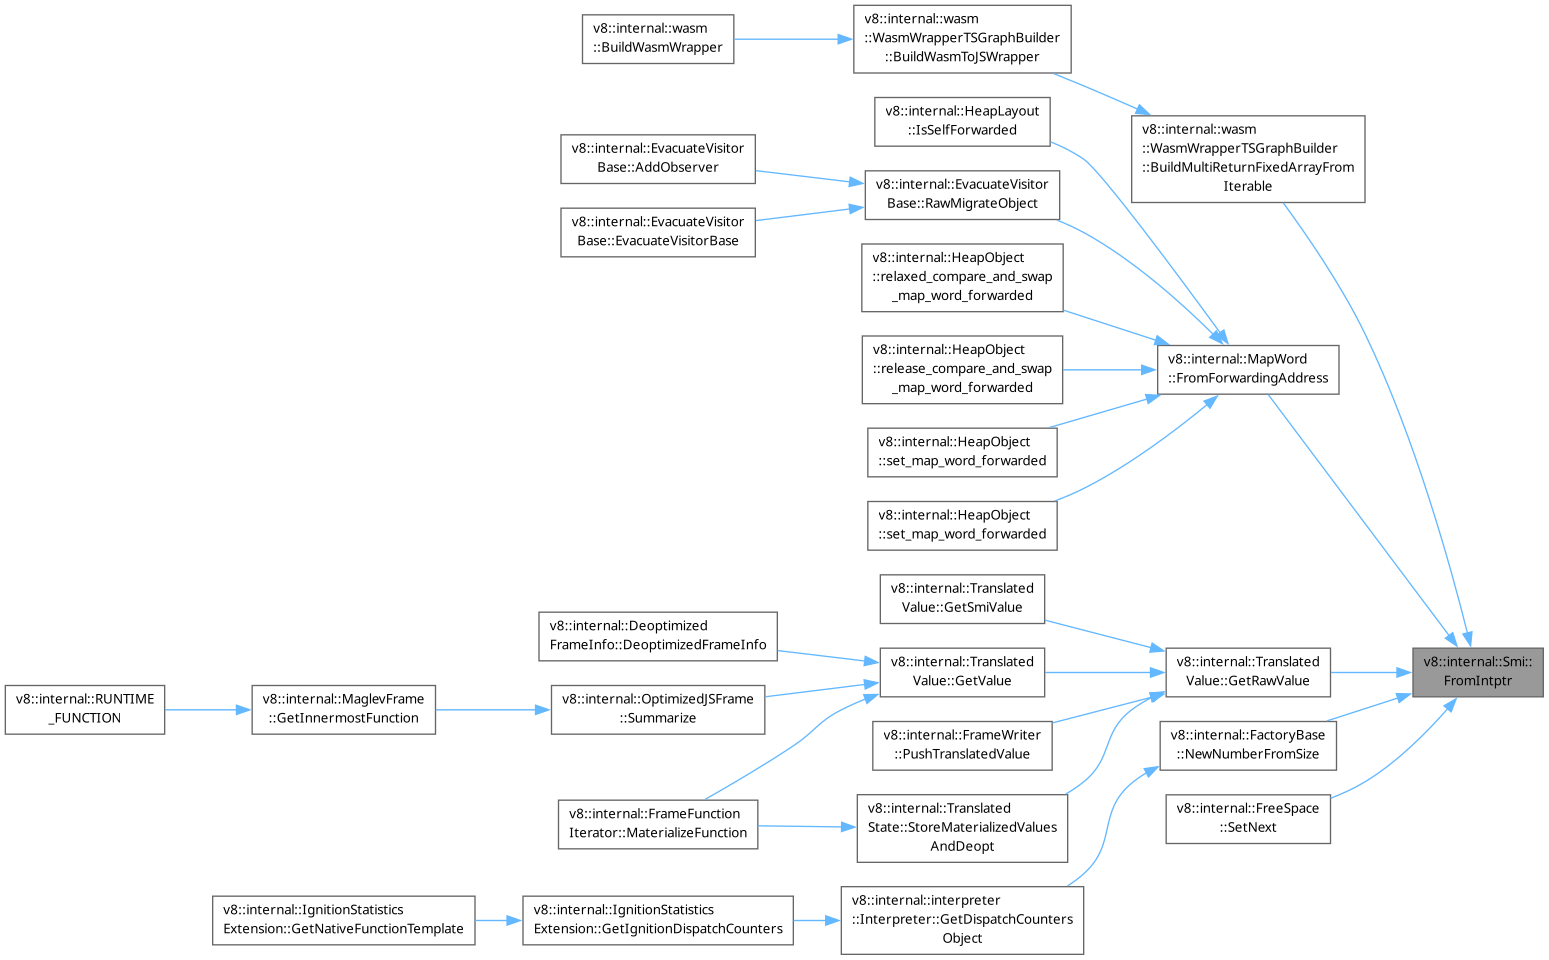 v8::internal::wasm
::BuildWasmWrapper
v8::internal::wasm
::WasmWrapperTSGraphBuilder
::BuildWasmToJSWrapper
v8::internal::HeapLayout
::IsSelfForwarded
v8::internal::wasm
::WasmWrapperTSGraphBuilder
::BuildMultiReturnFixedArrayFrom
Iterable
v8::internal::EvacuateVisitor
Base::AddObserver
v8::internal::EvacuateVisitor
Base::RawMigrateObject
v8::internal::EvacuateVisitor
Base::EvacuateVisitorBase
v8::internal::HeapObject
::relaxed_compare_and_swap
_map_word_forwarded
v8::internal::HeapObject
::release_compare_and_swap
_map_word_forwarded
v8::internal::MapWord
::FromForwardingAddress
v8::internal::HeapObject
::set_map_word_forwarded
v8::internal::HeapObject
::set_map_word_forwarded
v8::internal::Translated
Value::GetSmiValue
v8::internal::Deoptimized
FrameInfo::DeoptimizedFrameInfo
v8::internal::Translated
Value::GetValue
v8::internal::Translated
Value::GetRawValue
v8::internal::Smi::
FromIntptr
v8::internal::RUNTIME
_FUNCTION
v8::internal::MaglevFrame
::GetInnermostFunction
v8::internal::OptimizedJSFrame
::Summarize
v8::internal::FrameWriter
::PushTranslatedValue
v8::internal::FactoryBase
::NewNumberFromSize
v8::internal::FrameFunction
Iterator::MaterializeFunction
v8::internal::Translated
State::StoreMaterializedValues
AndDeopt
v8::internal::FreeSpace
::SetNext
v8::internal::IgnitionStatistics
Extension::GetNativeFunctionTemplate
v8::internal::IgnitionStatistics
Extension::GetIgnitionDispatchCounters
v8::internal::interpreter
::Interpreter::GetDispatchCounters
Object